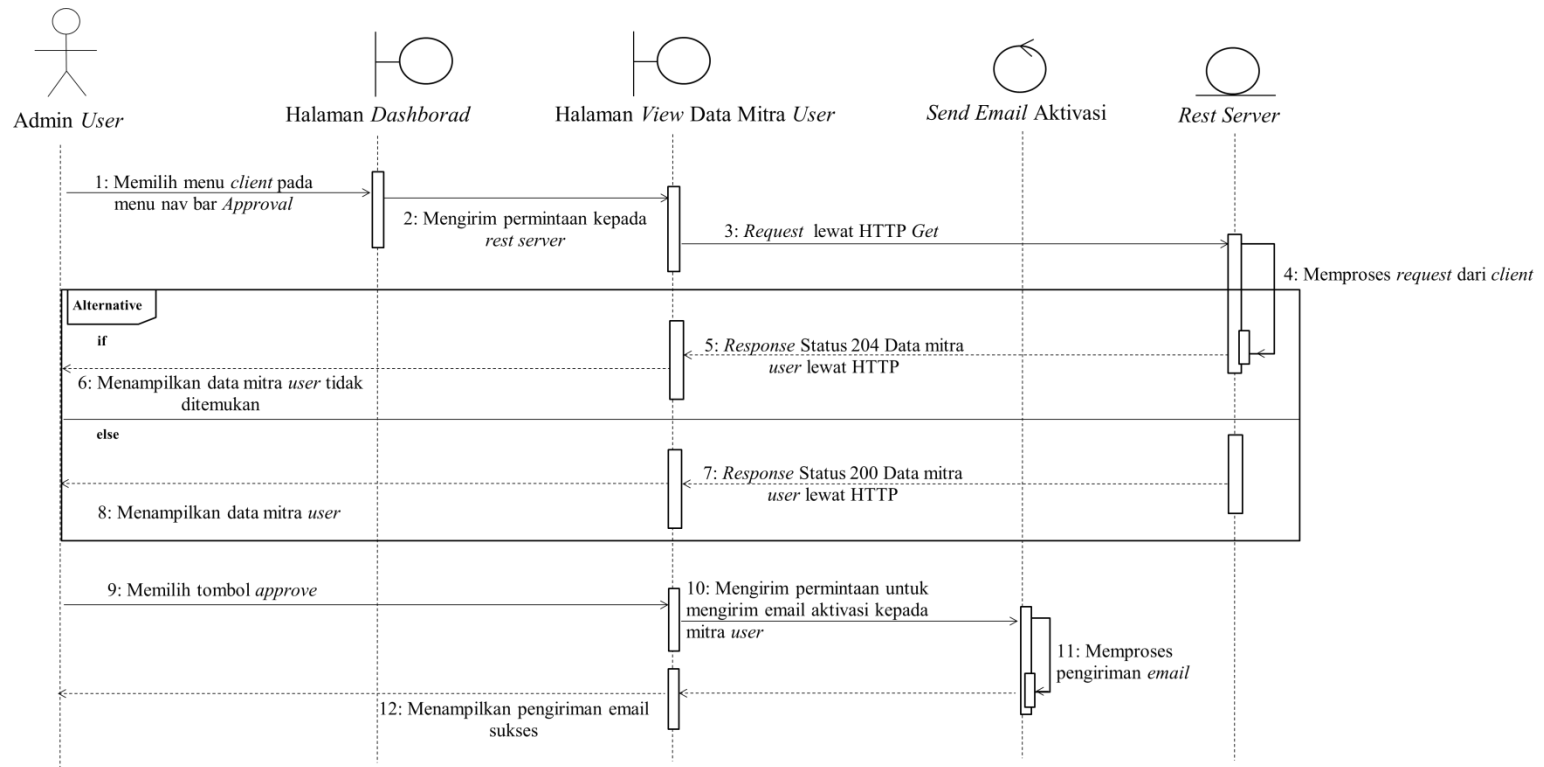 Admin User
Halaman Dashborad
Halaman View Data Mitra User
Send Email Aktivasi
Rest Server
1: Memilih menu client pada
menu nav bar Approval
2: Mengirim permintaan kepada
rest server
3: Request lewat HTTP Get
4: Memproses request dari client
Alternative
if
5: Response Status 204 Data mitra
user lewat HTTP
6: Menampilkan data mitra user tidak
ditemukan
else
7: Response Status 200 Data mitra
user lewat HTTP
8: Menampilkan data mitra user
9: Memilih tombol approve
10: Mengirim permintaan untuk
mengirim email aktivasi kepada
mitra user
11: Memproses
pengiriman email
12: Menampilkan pengiriman email
sukses